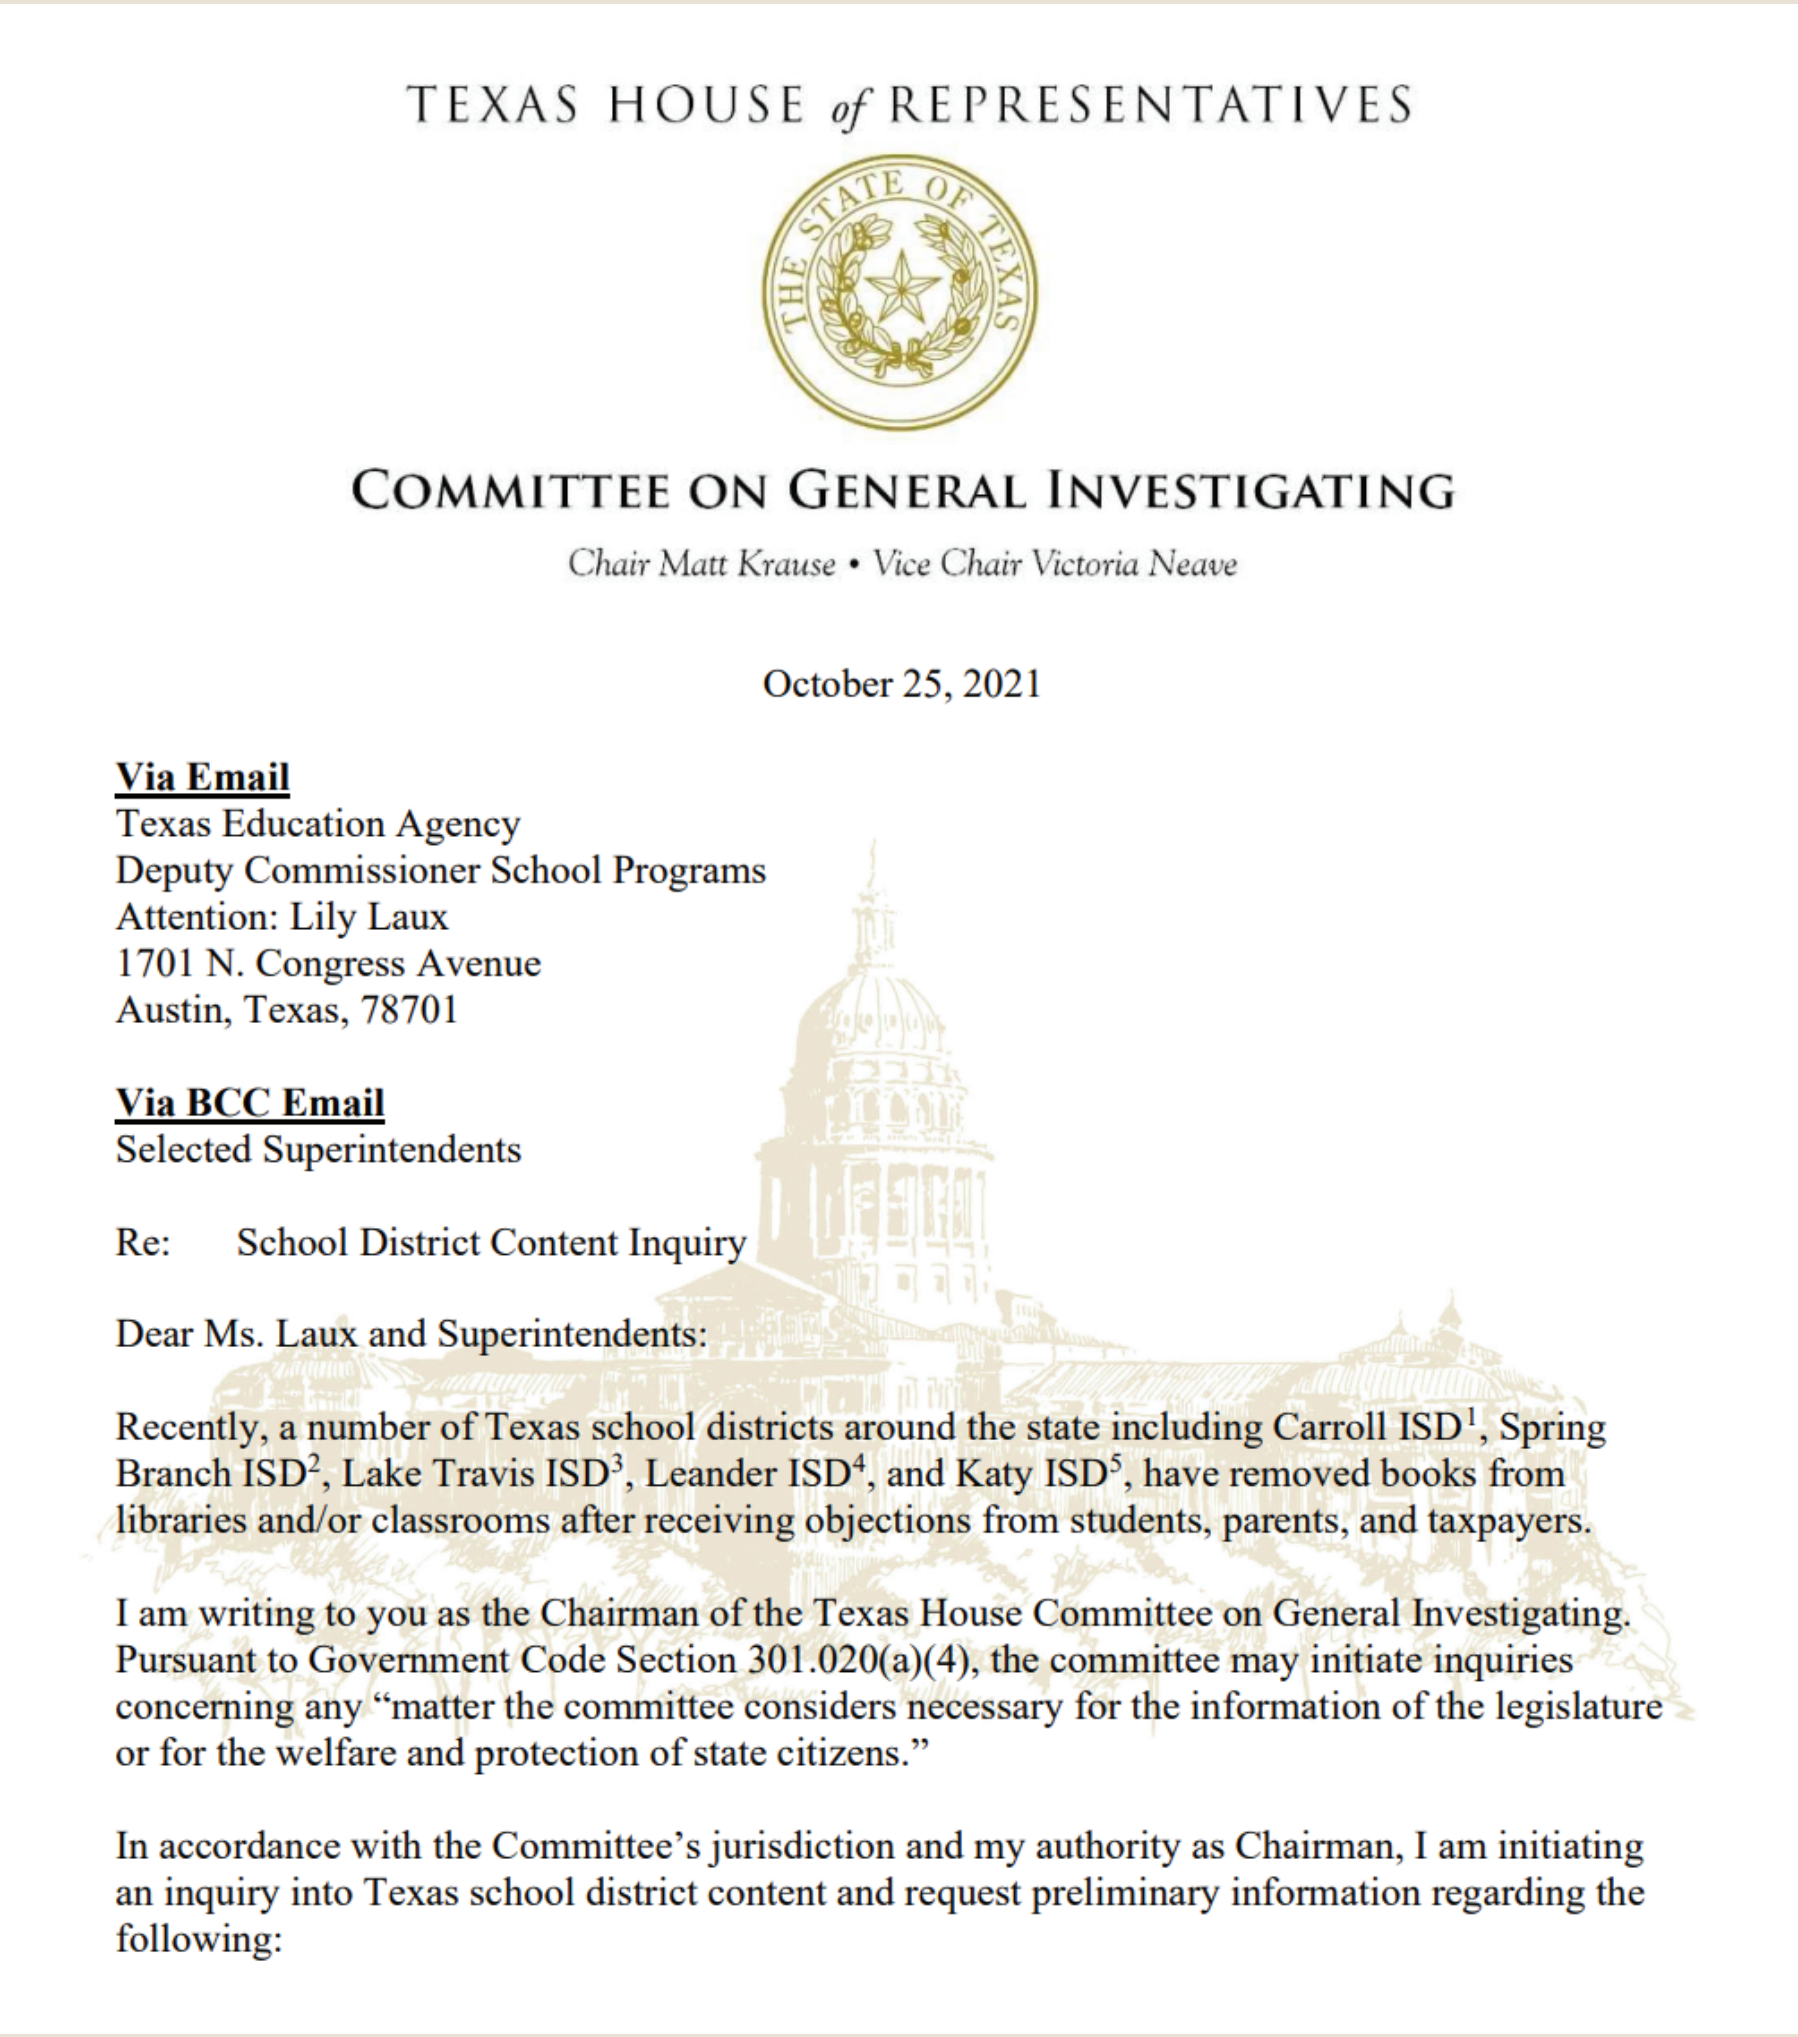 TEXAS HOUSE of REPRESENTATIVES
THE STATE OF TEXAS
COMMITTEE ON GENERAL INVESTIGATING
Chair Matt Krause • Vice Chair Victoria Neave
October 25, 2021
Via Email
Texas Education Agency
Deputy Commissioner School Programs
Attention: Lily Laux
1701 N. Congress Avenue
Austin, Texas, 78701
Via BCC Email
Selected Superintendents
Re: School District Content Inquiry
Dear Ms. Laux and Superintendents:
Recently, a number of Texas school districts around the state including Carroll ISD¹, Spring
Branch ISD², Lake Travis ISD³, Leander ISD⁴, and Katy ISD⁵, have removed books from
libraries and/or classrooms after receiving objections from students, parents, and taxpayers.
I am writing to you as the Chairman of the Texas House Committee on General Investigating.
Pursuant to Government Code Section 301.020(a)(4), the committee may initiate inquiries
concerning any “matter the committee considers necessary for the information of the legislature
or for the welfare and protection of state citizens.”
In accordance with the Committee’s jurisdiction and my authority as Chairman, I am initiating
an inquiry into Texas school district content and request preliminary information regarding the
following: